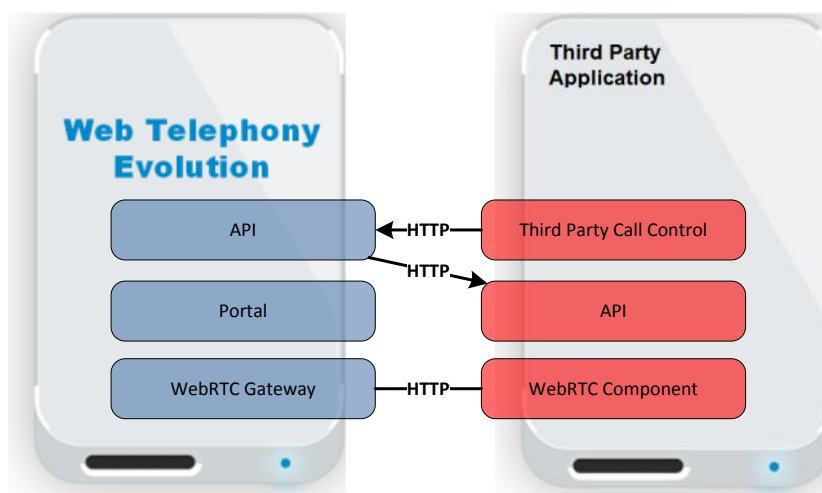 Third Party
Application
Web Telephony
Evolution
API
HTTP
Third Party Call Control
HTTP
Portal
API
WebRTC Gateway
HTTP
WebRTC Component